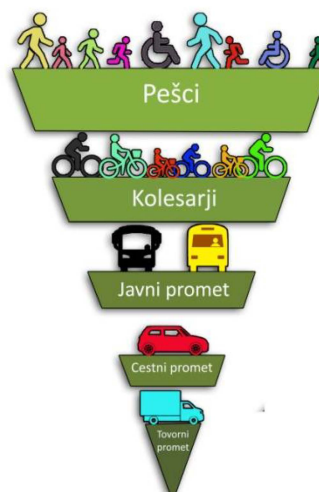 Pešci
Kolesarji
Javni promet
Cestni promet
Tovorni
promet